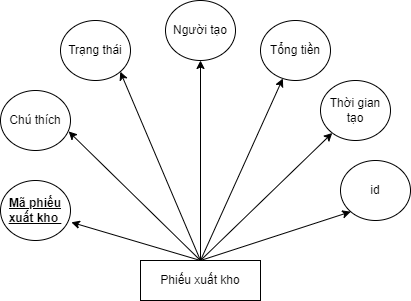 Người tạo
Trạng thái
Tổng tiền
Thời gian
tạo
Chú thích
id
Mã phiếu
xuất kho
Phiếu xuất kho